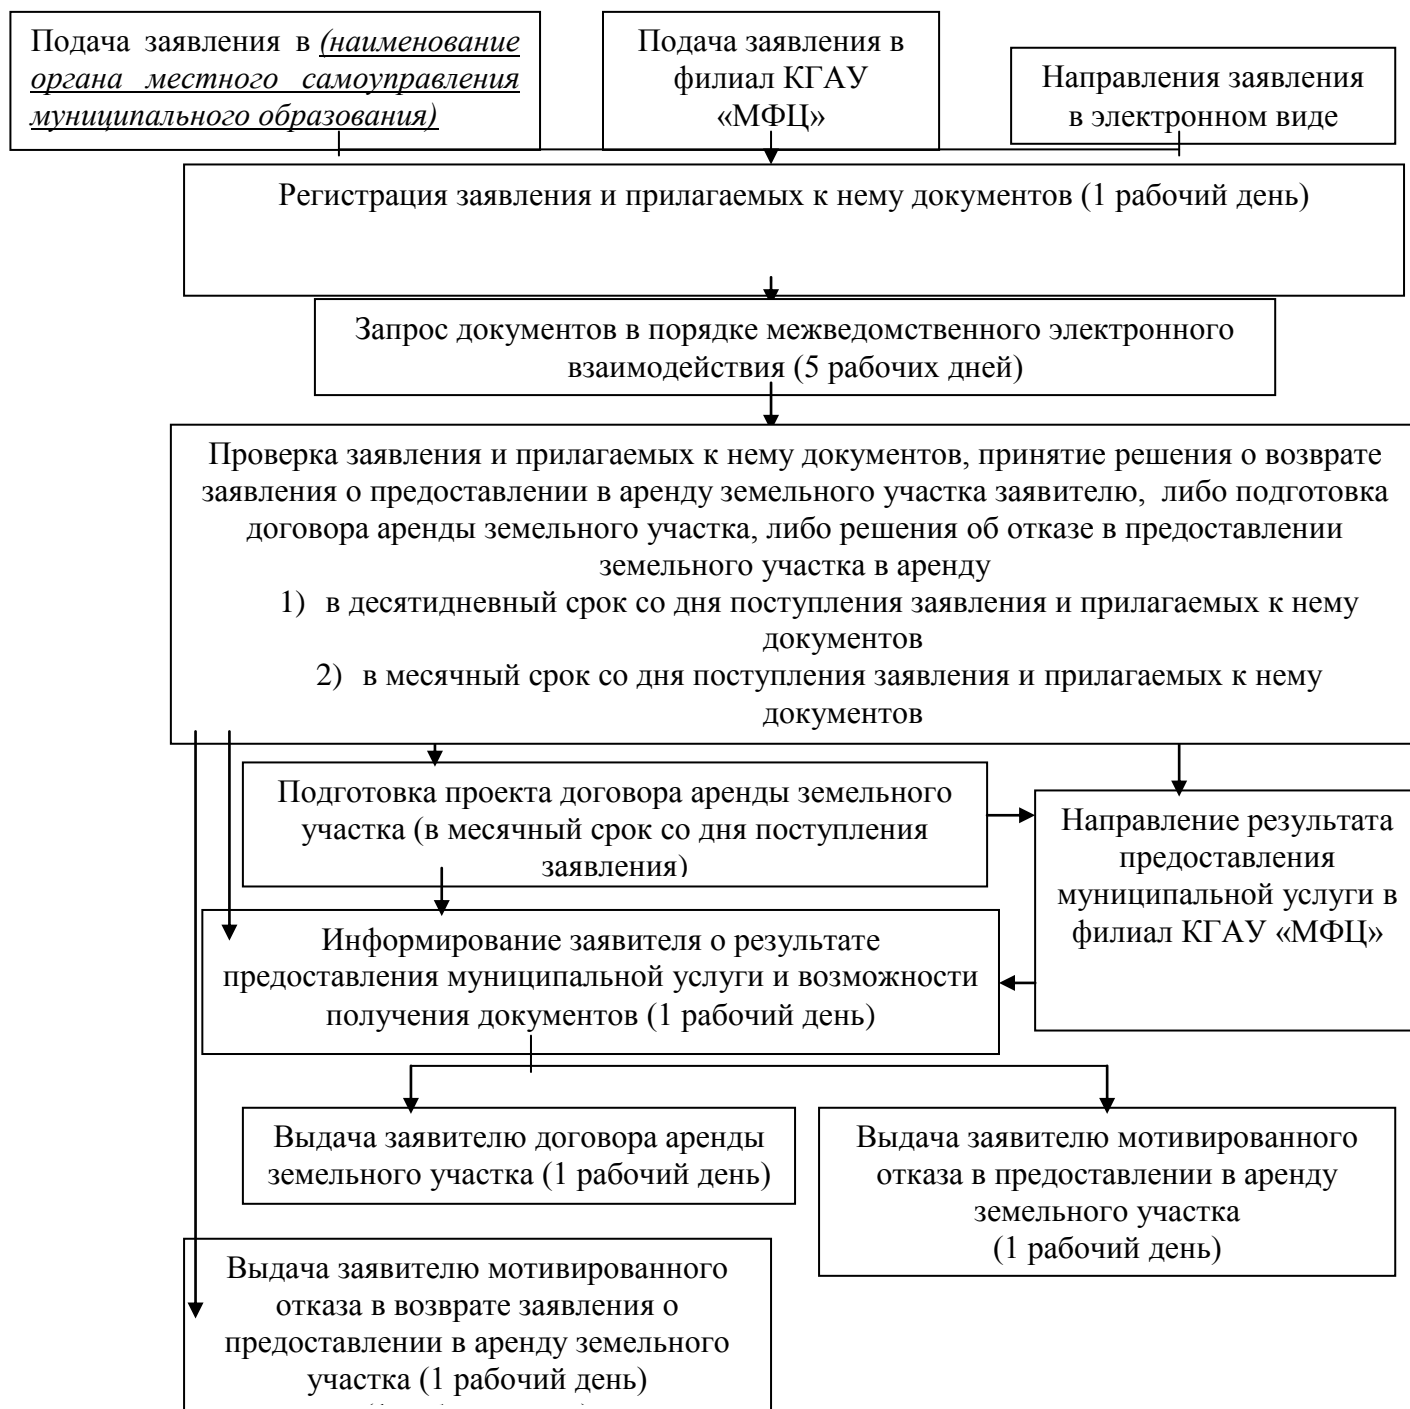 Подача заявления в (наименование
органа местного самоуправления
муниципального образования)
Подача заявления в
филиал КГАУ
«МФЦ»
Направления заявления
в электронном виде
Регистрация заявления и прилагаемых к нему документов (1 рабочий день)
Запрос документов в порядке межведомственного электронного
взаимодействия (5 рабочих дней)
Проверка заявления и прилагаемых к нему документов, принятие решения о возврате
заявления о предоставлении в аренду земельного участка заявителю, либо подготовка
договора аренды земельного участка, либо решения об отказе в предоставлении
земельного участка в аренду
1) в десятидневный срок со дня поступления заявления и прилагаемых к нему
документов
2) в месячный срок со дня поступления заявления и прилагаемых к нему
документов
Подготовка проекта договора аренды земельного
участка (в месячный срок со дня поступления
заявления)
Направление результата
предоставления
муниципальной услуги в
филиал КГАУ «МФЦ»
Информирование заявителя о результате
предоставления муниципальной услуги и возможности
получения документов (1 рабочий день)
Выдача заявителю договора аренды
земельного участка (1 рабочий день)
Выдача заявителю мотивированного
отказа в предоставлении в аренду
земельного участка
(1 рабочий день)
Выдача заявителю мотивированного
отказа в возврате заявления о
предоставлении в аренду земельного
участка (1 рабочий день)